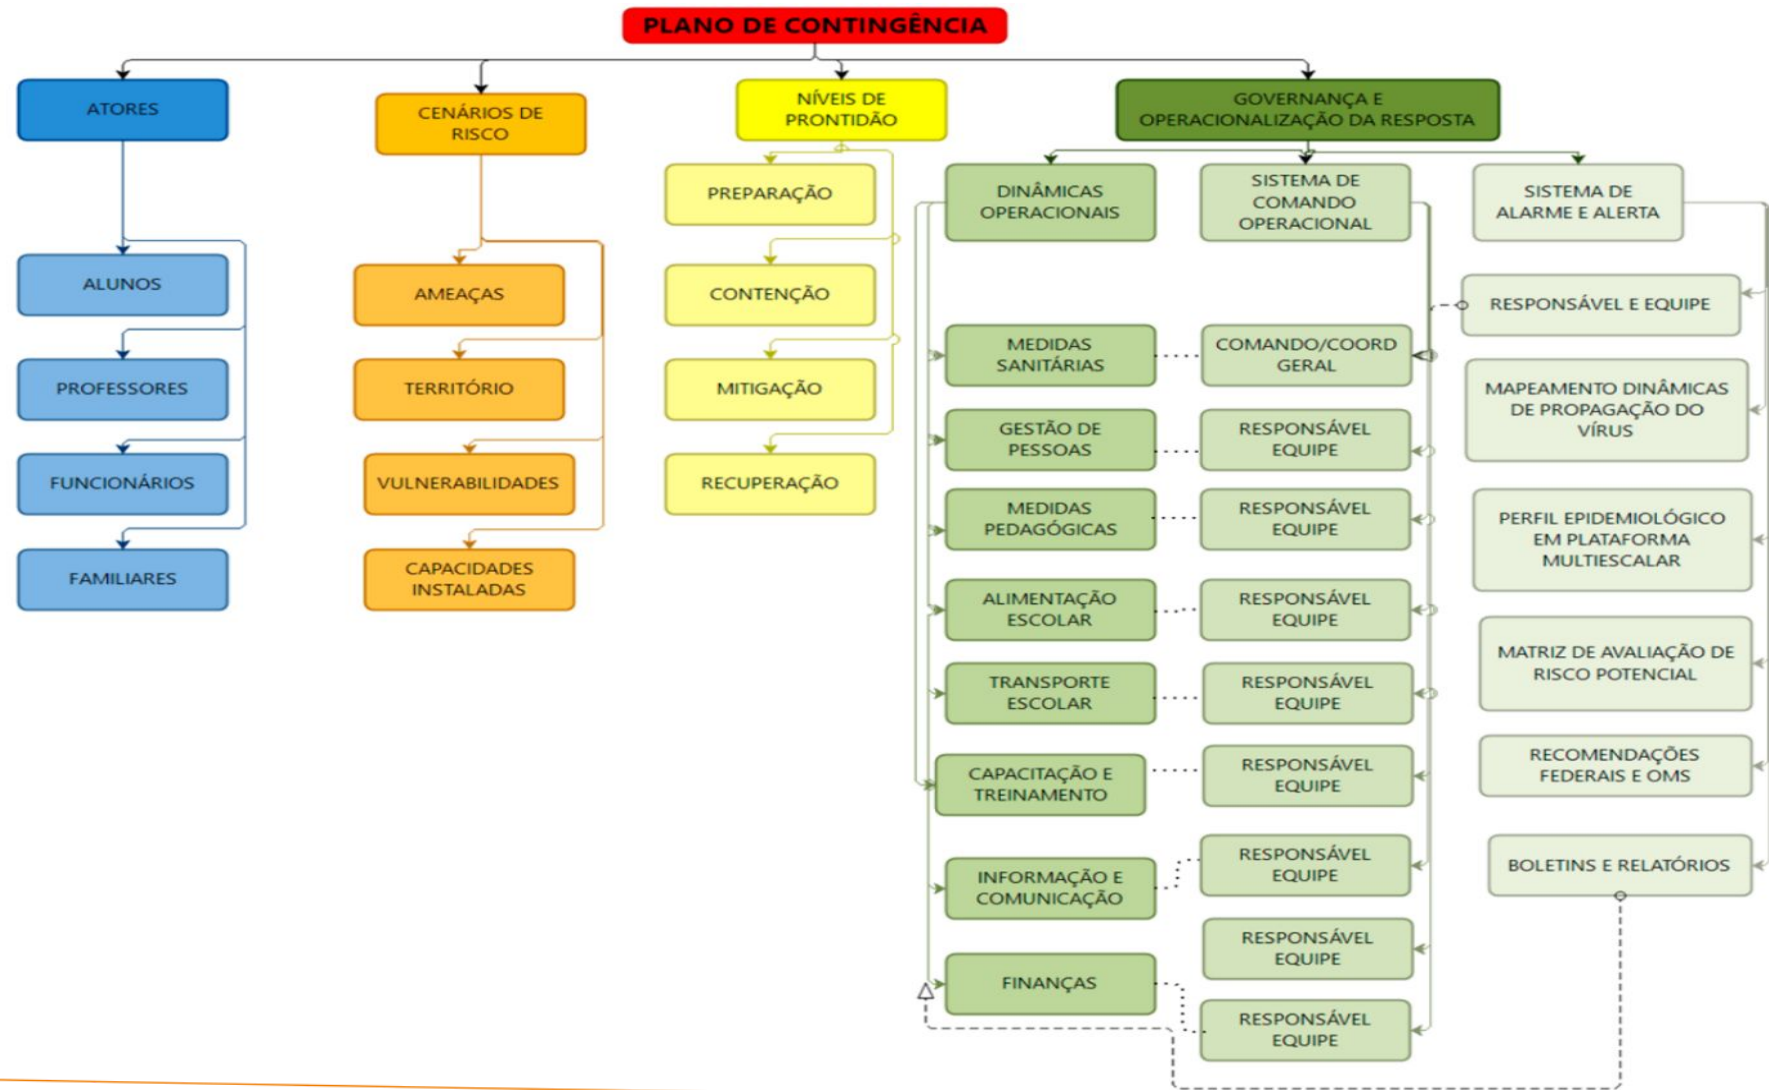 PLANO DE CONTINGÊNCIA
ATORES
ALUNOS
PROFESSORES
FUNCIONÁRIOS
FAMILIARES
CENÁRIOS DE
RISCO
AMEAÇAS
TERRITÓRIO
VULNERABILIDADES
CAPACIDADES
INSTALADAS
NÍVEIS DE
PRONTIDÃO
PREPARAÇÃO
CONTENÇÃO
MITIGAÇÃO
RECUPERAÇÃO
GOVERNANÇA E
OPERACIONALIZAÇÃO DA RESPOSTA
DINÂMICAS
OPERACIONAIS
MEDIDAS
SANITÁRIAS
GESTÃO DE
PESSOAS
MEDIDAS
PEDAGÓGICAS
ALIMENTAÇÃO
ESCOLAR
TRANSPORTE
ESCOLAR
CAPACITAÇÃO E
TREINAMENTO
INFORMAÇÃO E
COMUNICAÇÃO
FINANÇAS
SISTEMA DE
COMANDO
OPERACIONAL
COMANDO/COORD
GERAL
RESPONSÁVEL
EQUIPE
RESPONSÁVEL
EQUIPE
RESPONSÁVEL
EQUIPE
RESPONSÁVEL
EQUIPE
RESPONSÁVEL
EQUIPE
RESPONSÁVEL
EQUIPE
RESPONSÁVEL
EQUIPE
RESPONSÁVEL
EQUIPE
SISTEMA DE
ALARME E ALERTA
RESPONSÁVEL E EQUIPE
MAPEAMENTO DINÂMICAS
DE PROPAGAÇÃO DO
VÍRUS
PERFIL EPIDEMIOLÓGICO
EM PLATAFORMA
MULTIESCALAR
MATRIZ DE AVALIAÇÃO DE
RISCO POTENCIAL
RECOMENDAÇÕES
FEDERAIS E OMS
BOLETINS E RELATÓRIOS